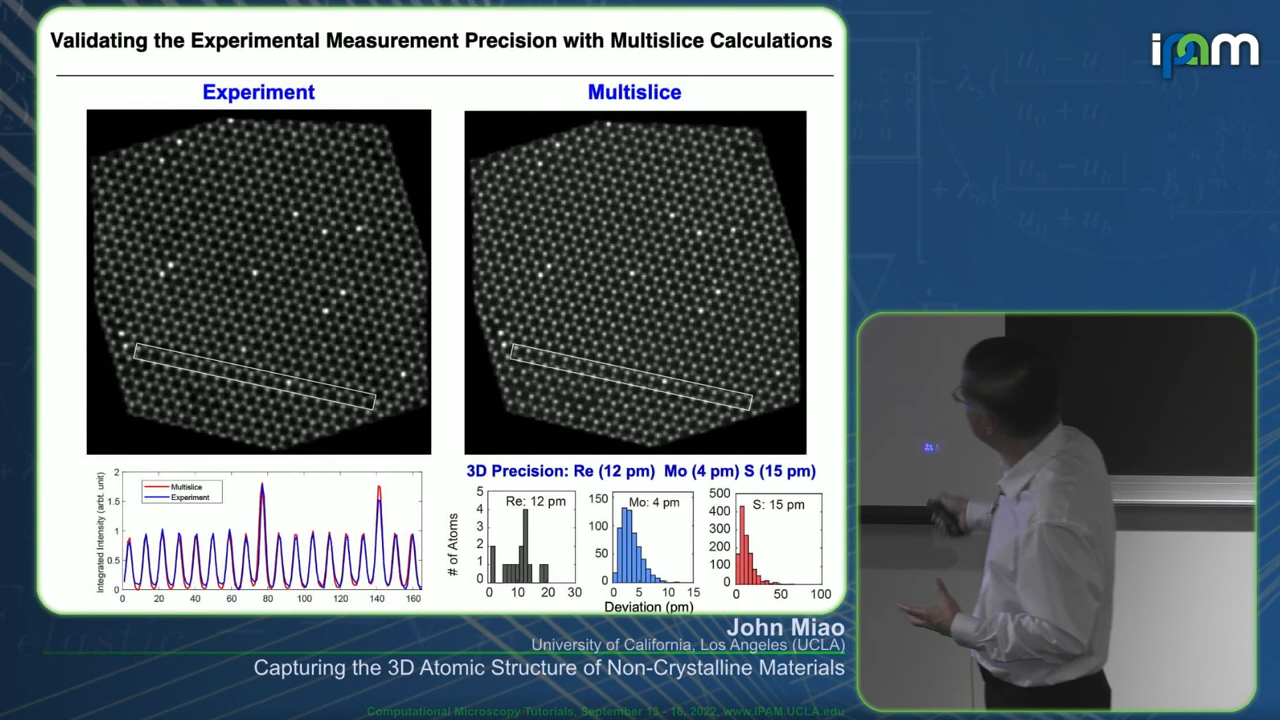 Validating the Experimental Measurement Precision with Multislice Calculations
ipam
Experiment
Multislice
2
1.5
1
0.5
0
Integrated Intensity (arbt. unit)
Multislice
Experiment
0 20 40 60 80 100 120 140 160
3D Precision: Re (12 pm) Mo (4 pm) S (15 pm)
# of Atoms
5
4
3
2
1
0
Re: 12 pm
0 10 20 30
150
100
50
0
Mo: 4 pm
0 5 10 15
500
400
300
200
100
0
S: 15 pm
0 50 100
Deviation (pm)
John Miao
University of California, Los Angeles (UCLA)
Capturing the 3D Atomic Structure of Non-Crystalline Materials
Computational Microscopy Tutorials, September 13 - 16, 2022, www.IPAM.UCLA.edu